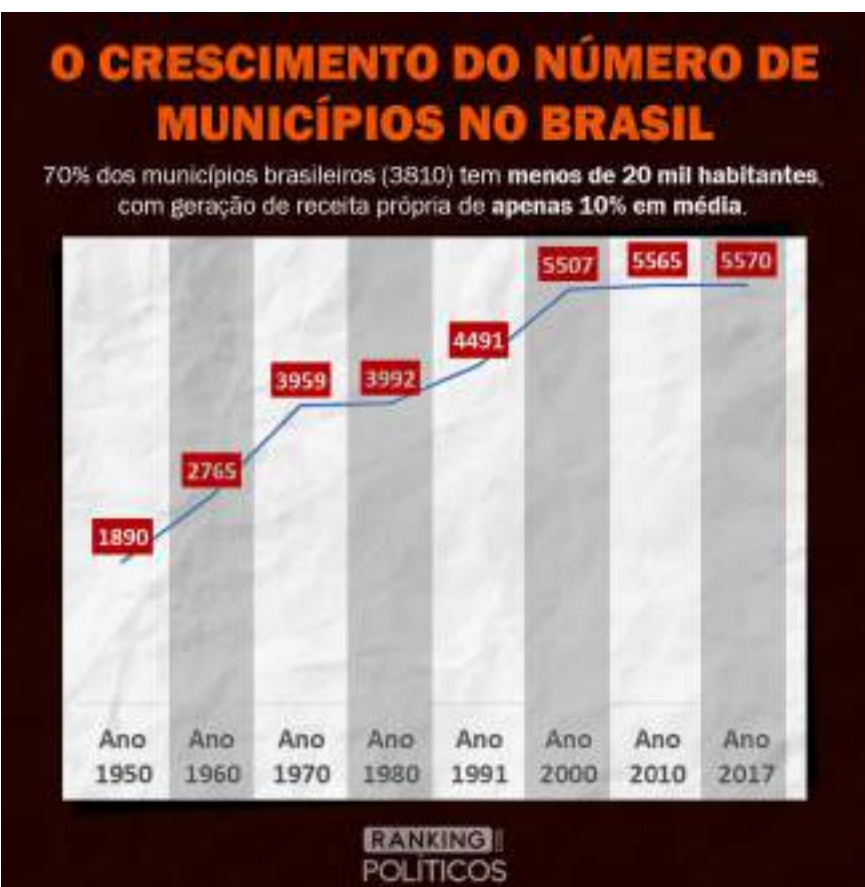 O CRESCIMENTO DO NÚMERO DE
MUNICÍPIOS NO BRASIL
70% dos municípios brasileiros (3810) tem menos de 20 mil habitantes,
com geração de receita própria de apenas 10% em média.
5507 5565 5570
4491
3959 3992
2765
1890
Ano Ano Ano Ano Ano Ano Ano Ano
1950 1960 1970 1980 1991 2000 2010 2017
RANKING
POLÍTICOS